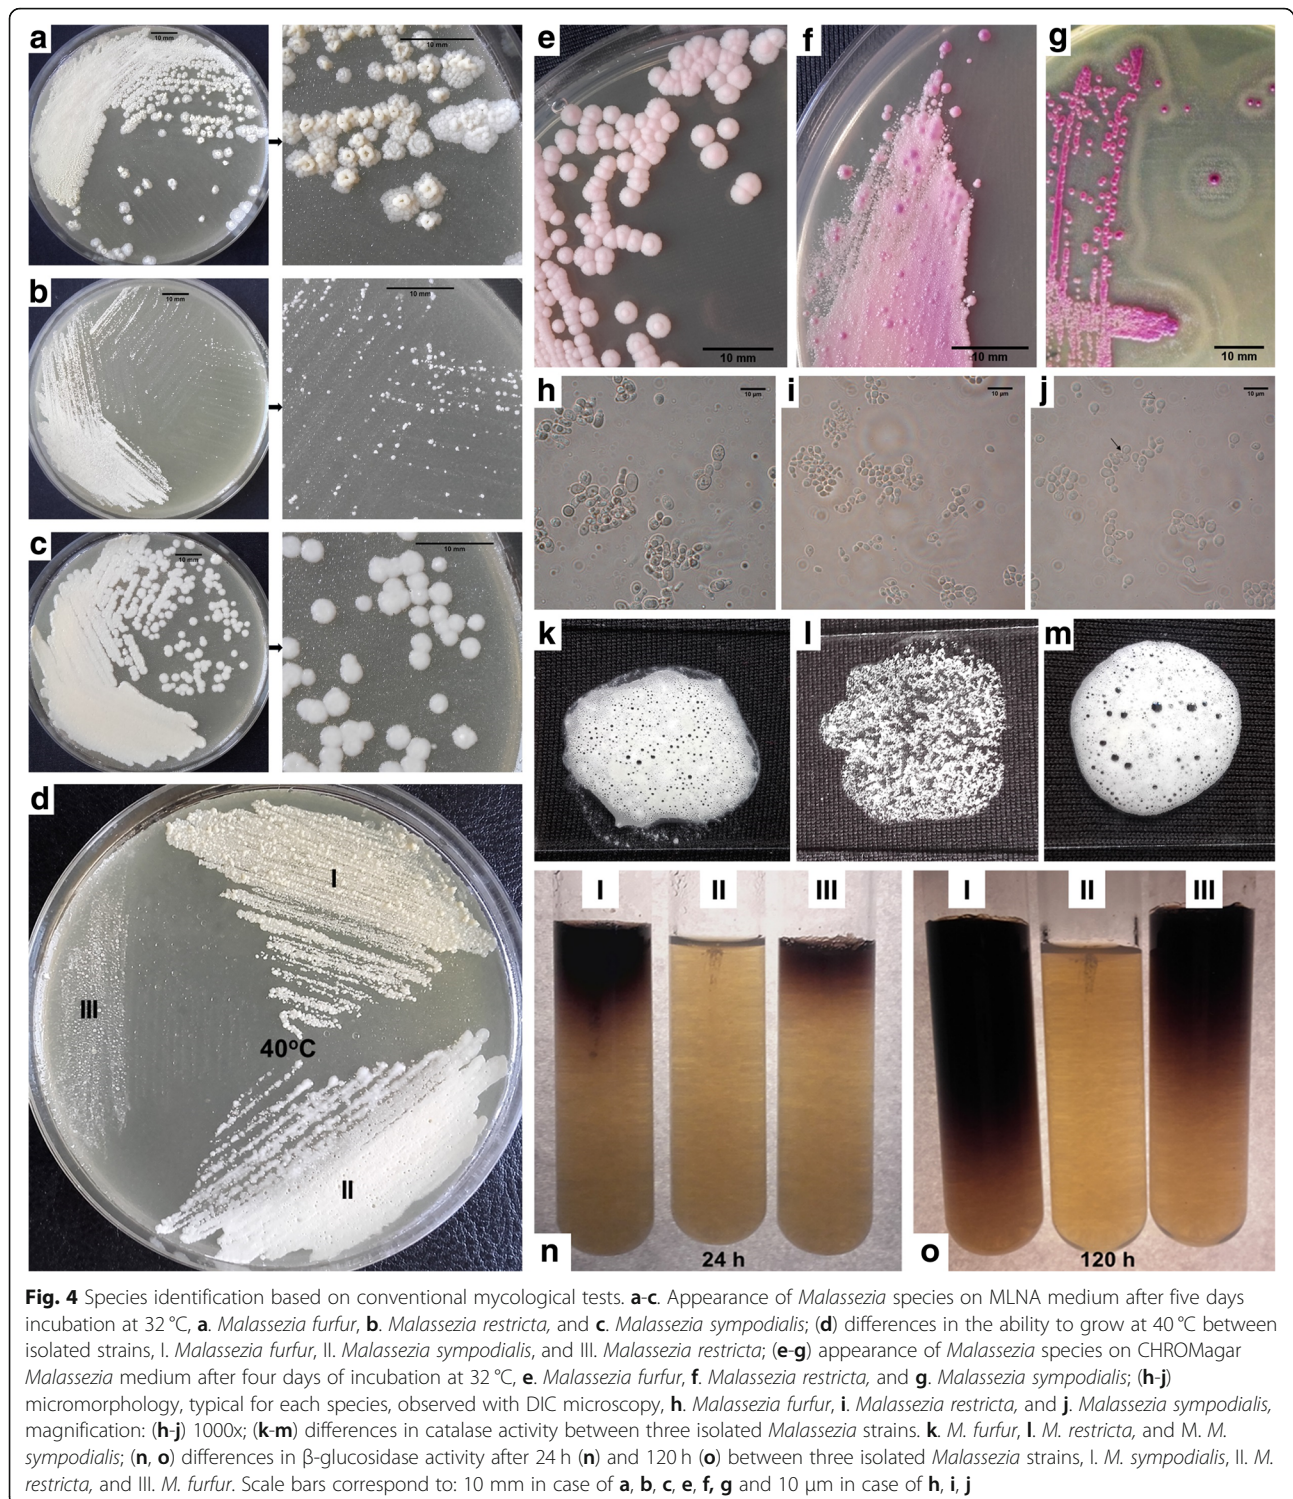 a
10 mm
10 mm
b
10 mm
10 mm
c
10 mm
10 mm
d
I
III
40°C
II
e
10 mm
f
10 mm
g
10 mm
h
10 µm
i
10 µm
j
10 µm
k
l
m
I
II
III
n
24 h
I
II
III
o
120 h
Fig. 4 Species identification based on conventional mycological tests. a-c. Appearance of Malassezia species on MLNA medium after five days
incubation at 32 °C, a. Malassezia furfur, b. Malassezia restricta, and c. Malassezia sympodialis; (d) differences in the ability to grow at 40 °C between
isolated strains, I. Malassezia furfur, II. Malassezia sympodialis, and III. Malassezia restricta; (e-g) appearance of Malassezia species on CHROMagar
Malassezia medium after four days of incubation at 32 °C, e. Malassezia furfur, f. Malassezia restricta, and g. Malassezia sympodialis; (h-j)
micromorphology, typical for each species, observed with DIC microscopy, h. Malassezia furfur, i. Malassezia restricta, and j. Malassezia sympodialis,
magnification: (h-j) 1000x; (k-m) differences in catalase activity between three isolated Malassezia strains. k. M. furfur, l. M. restricta, and M. M.
sympodialis; (n, o) differences in β-glucosidase activity after 24 h (n) and 120 h (o) between three isolated Malassezia strains, I. M. sympodialis, II. M.
restricta, and III. M. furfur. Scale bars correspond to: 10 mm in case of a, b, c, e, f, g and 10 µm in case of h, i, j